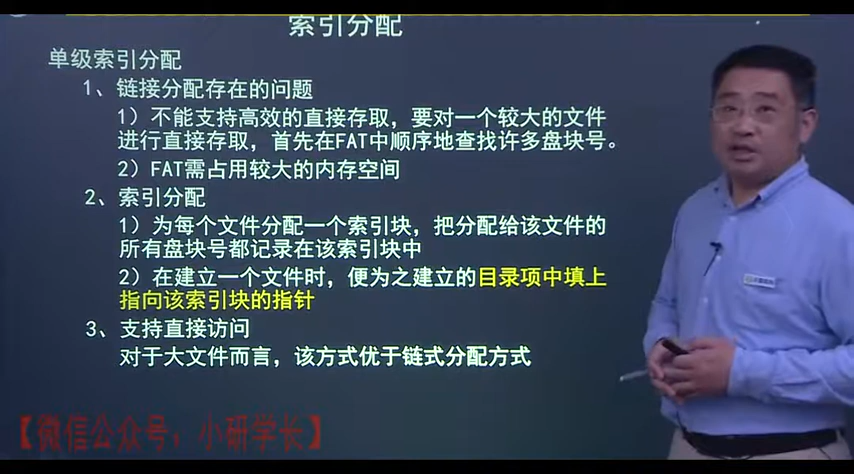 索引分配
单级索引分配
1、链接分配存在的问题
1）不能支持高效的直接存取，要对一个较大的文件
进行直接存取，首先在FAT中顺序地查找许多盘块号。
2）FAT需占用较大的内存空间
2、索引分配
1）为每个文件分配一个索引块，把分配给该文件的
所有盘块号都记录在该索引块中
2）在建立一个文件时，便为之建立的目录项中填上
指向该索引块的指针
3、支持直接访问
对于大文件而言，该方式优于链式分配方式
【微信公众号：小研学长】